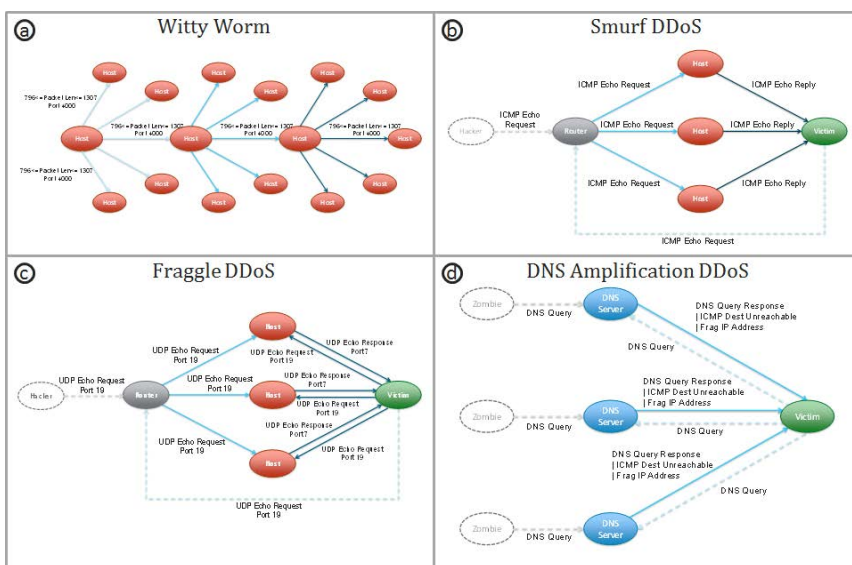 a
Witty Worm
Host
Host
Host
Host
Host
Host
796<=Packet Len<=1307
Port 4000
796<=Packet Len<=1307
Port 4000
796<=Packet Len<=1307
Port 4000
796<=Packet Len<=1307
Port 4000
Host
Host
Host
Host
796<=Packet Len<=1307
Port 4000
Host
Host
Host
Host
Host
Host
b
Smurf DDoS
Host
ICMP Echo Request
ICMP Echo Reply
Hacker
ICMP Echo
Request
Router
ICMP Echo Request
Host
ICMP Echo Reply
Victim
ICMP Echo Request
ICMP Echo Reply
Host
ICMP Echo Request
c
Fraggle DDoS
Host
UDP Echo Request
Port 19
UDP Echo Response
Port7
UDP Echo Request
Port 19
Hacker
UDP Echo Request
Port 19
Router
UDP Echo Request
Port 19
Host
UDP Echo Response
Port7
Victim
UDP Echo Request
Port 19
UDP Echo Request
Port 19
UDP Echo Response
Port7
UDP Echo Request
Port 19
Host
UDP Echo Request
Port 19
d
DNS Amplification DDoS
Zombie
DNS Query
DNS
Server
DNS Query Response
| ICMP Dest Unreachable
| Frag IP Address
DNS Query
Zombie
DNS Query
DNS
Server
DNS Query Response
| ICMP Dest Unreachable
| Frag IP Address
DNS Query
Victim
DNS Query Response
| ICMP Dest Unreachable
| Frag IP Address
DNS Query
Zombie
DNS Query
DNS
Server